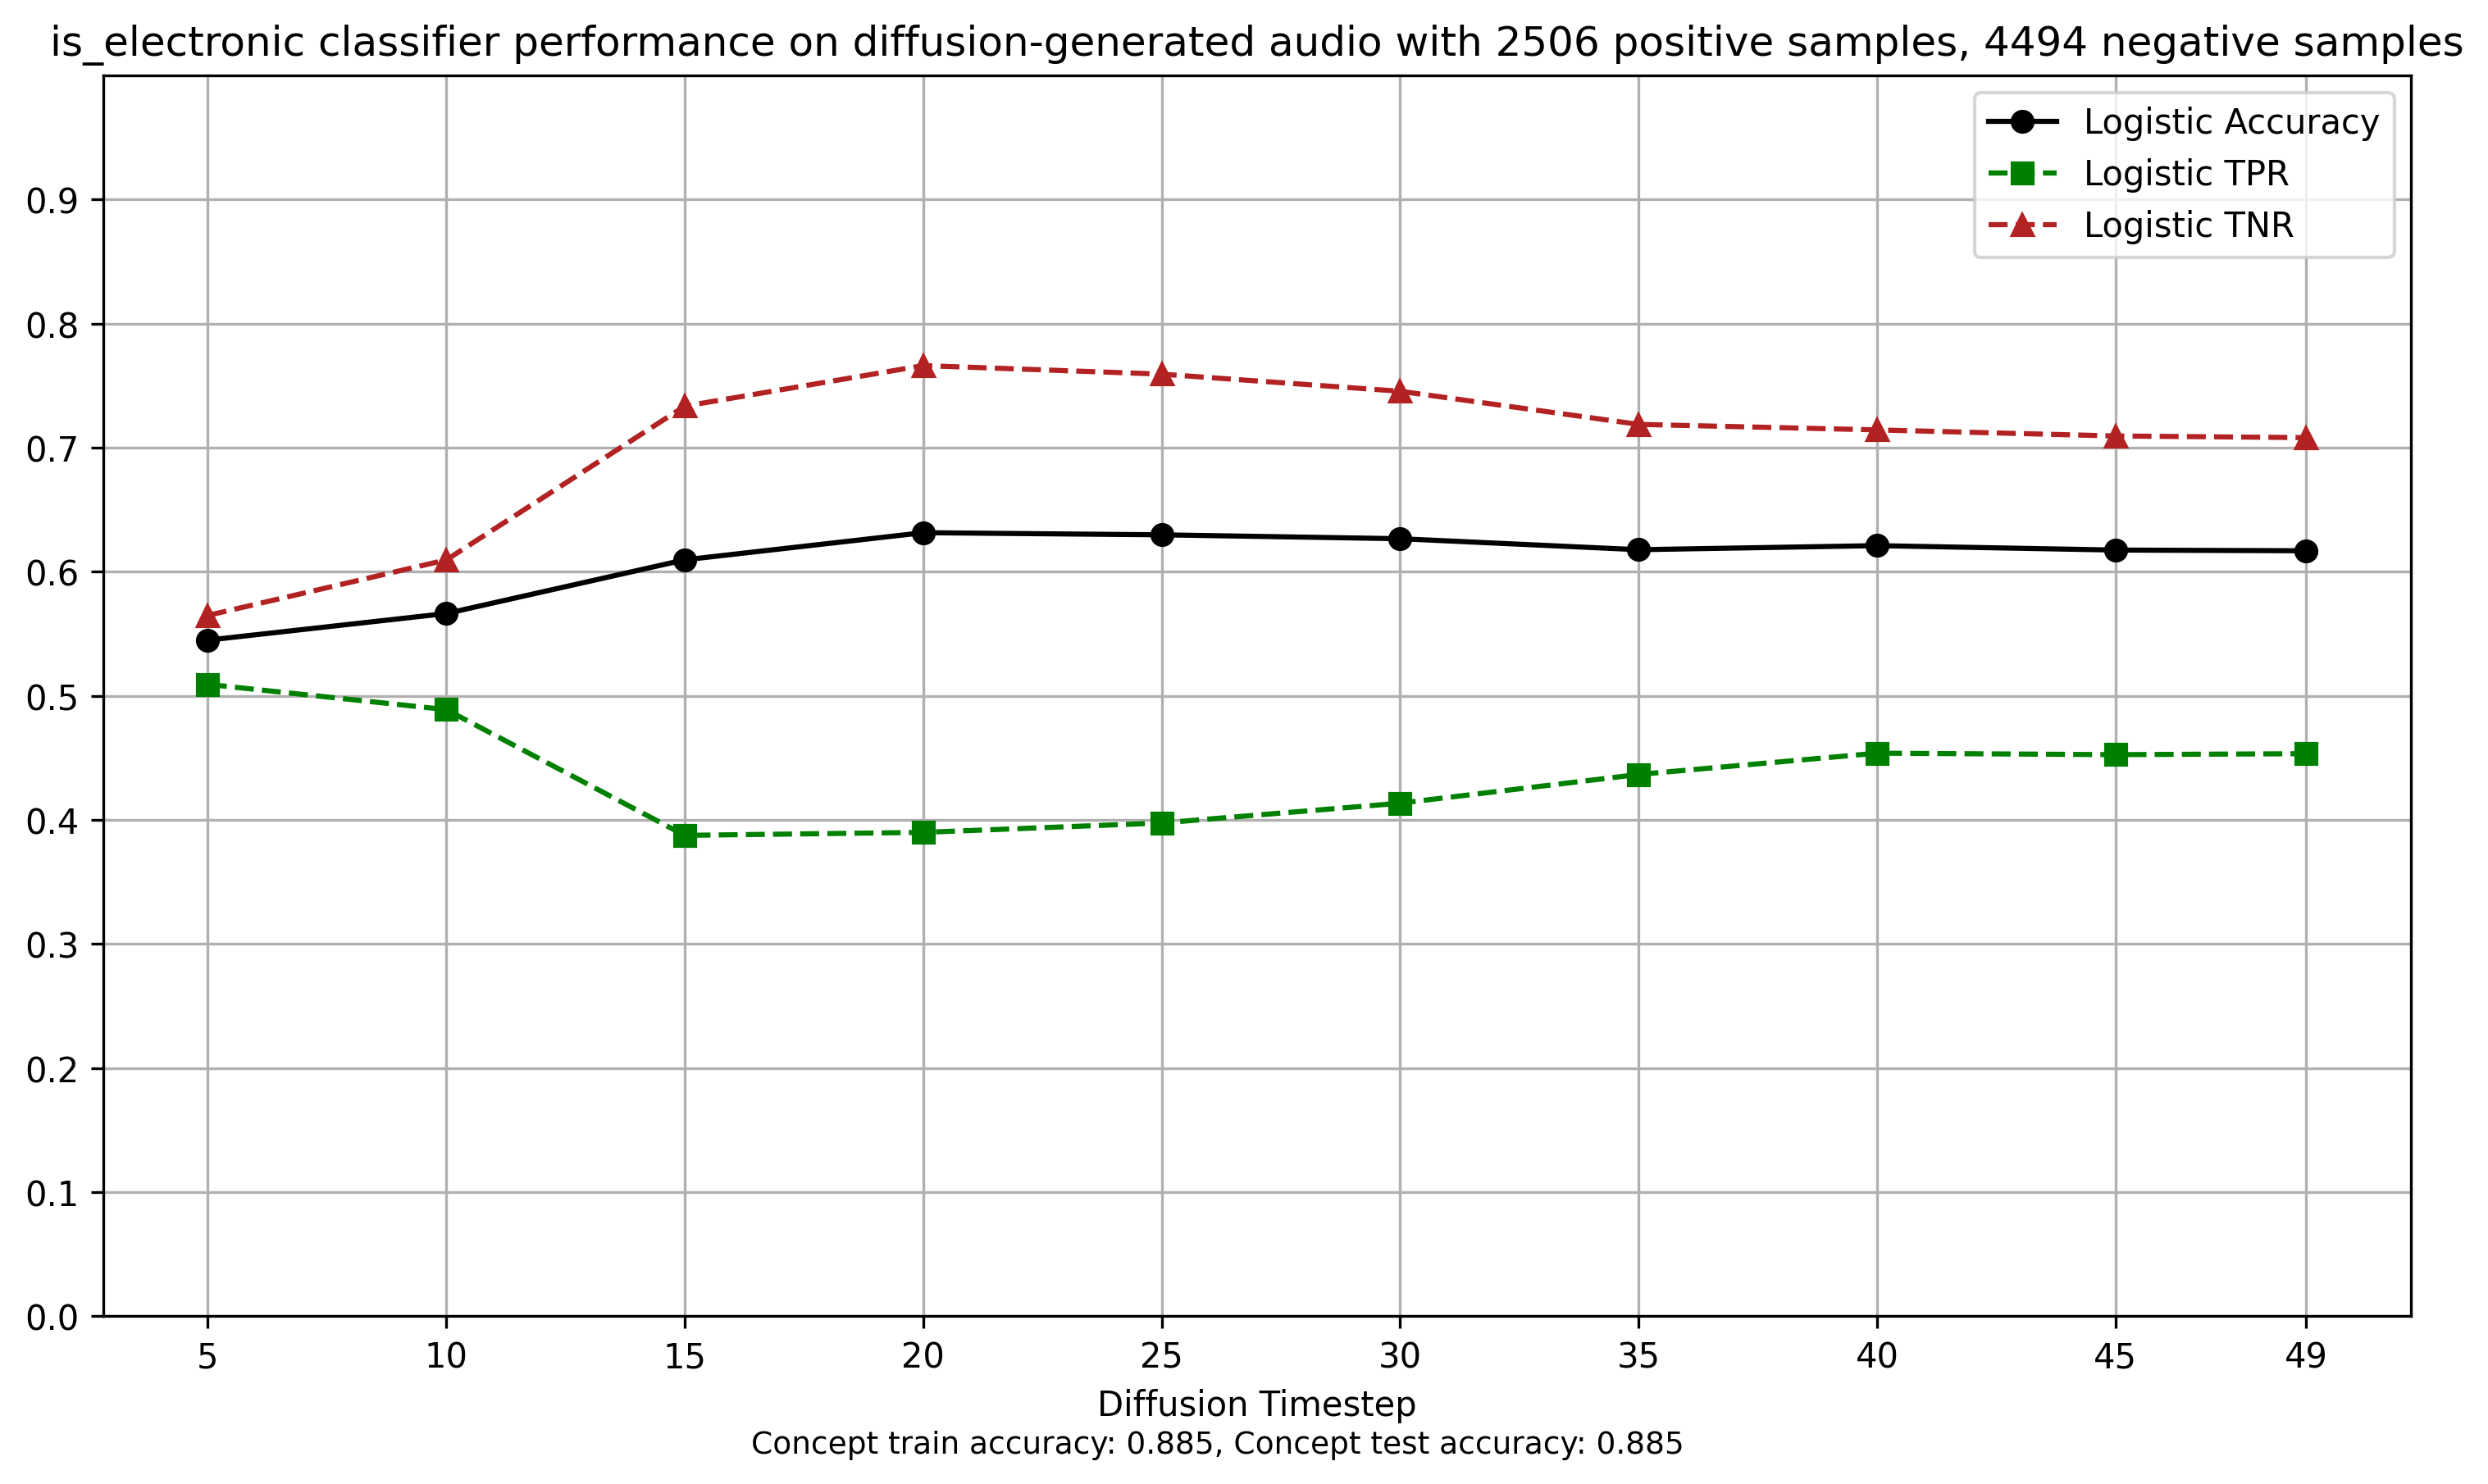 is_electronic classifier performance on diffusion-generated audio with 2506 positive samples, 4494 negative samples
Logistic Accuracy
Logistic TPR
Logistic TNR
0.9
0.8
0.7
0.6
0.5
0.4
0.3
0.2
0.1
0.0
5 10 15 20 25 30 35 40 45 49
Diffusion Timestep
Concept train accuracy: 0.885, Concept test accuracy: 0.885